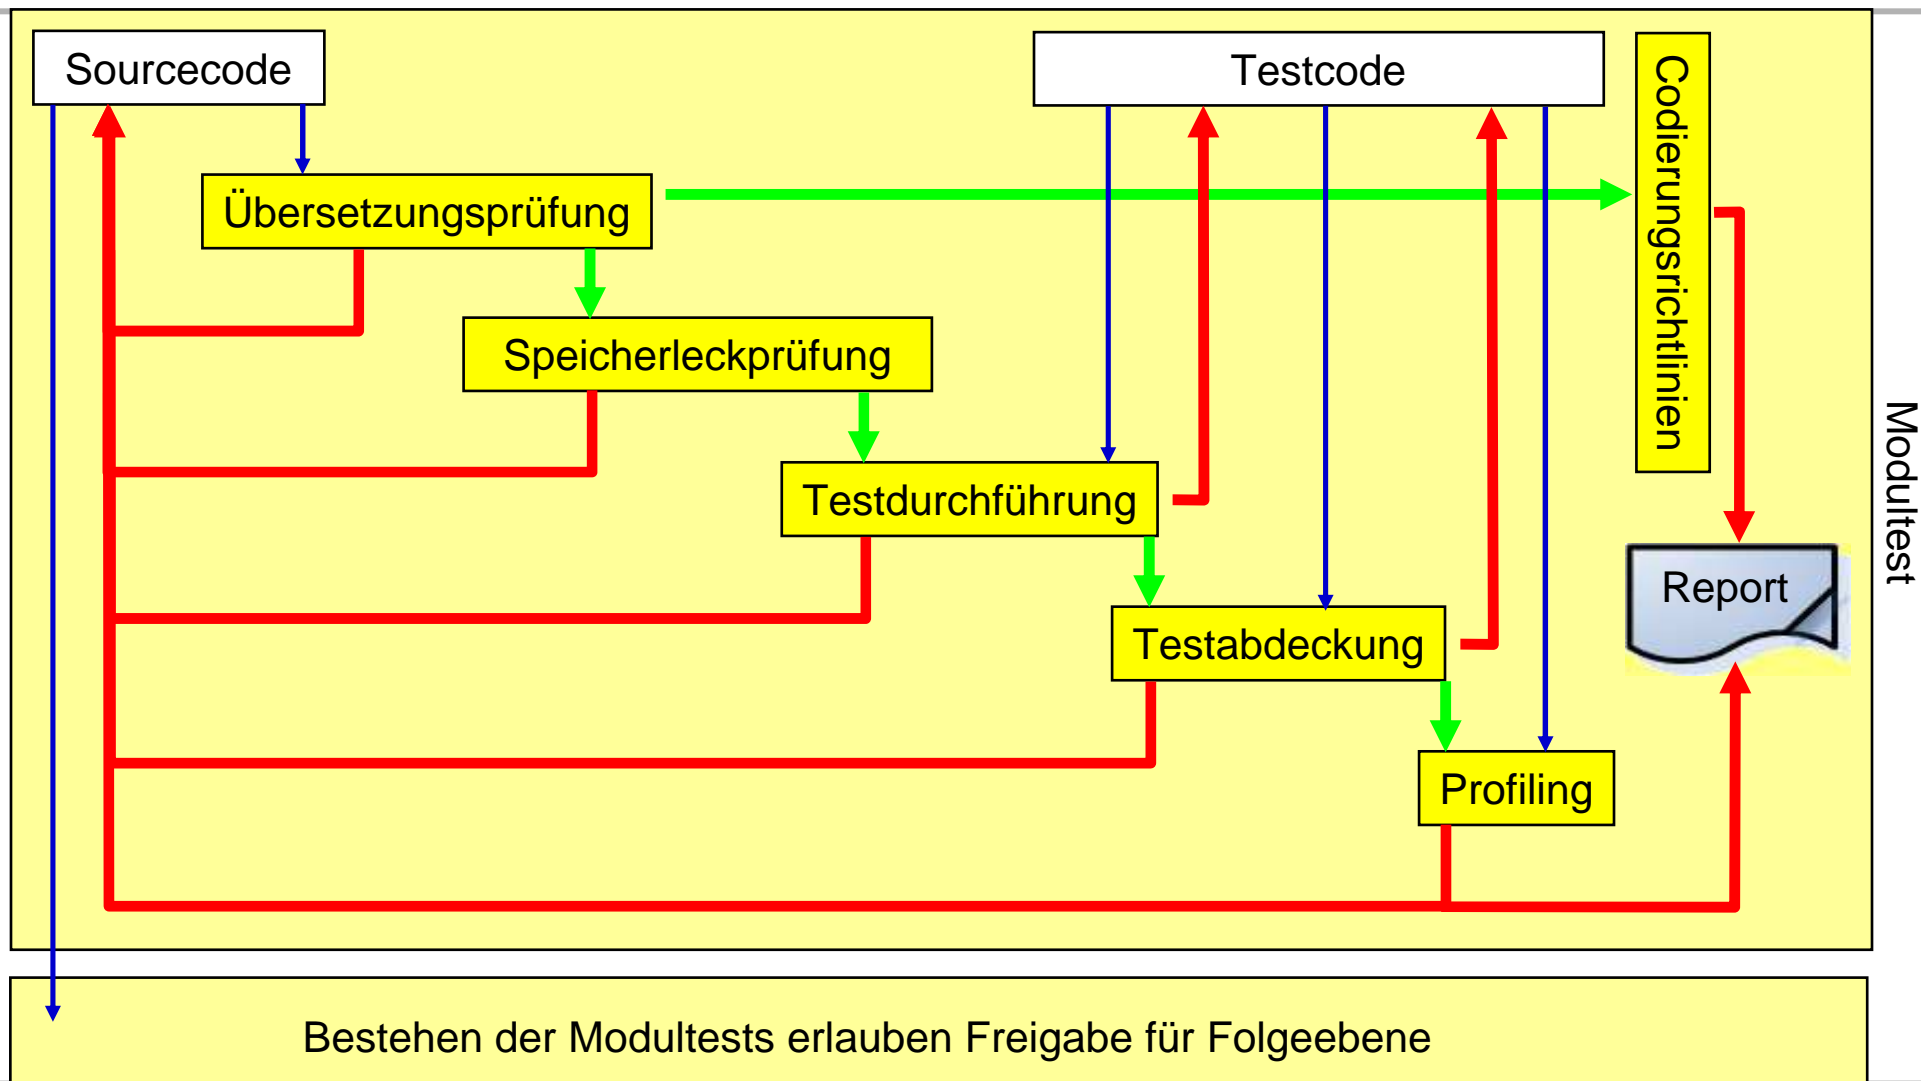 Sourcecode
Testcode
Codierungsrichtlinien
Übersetzungsprüfung
Speicherleckprüfung
Modultest
Testdurchführung
Report
Testabdeckung
Profiling
Bestehen der Modultests erlauben Freigabe für Folgeebene